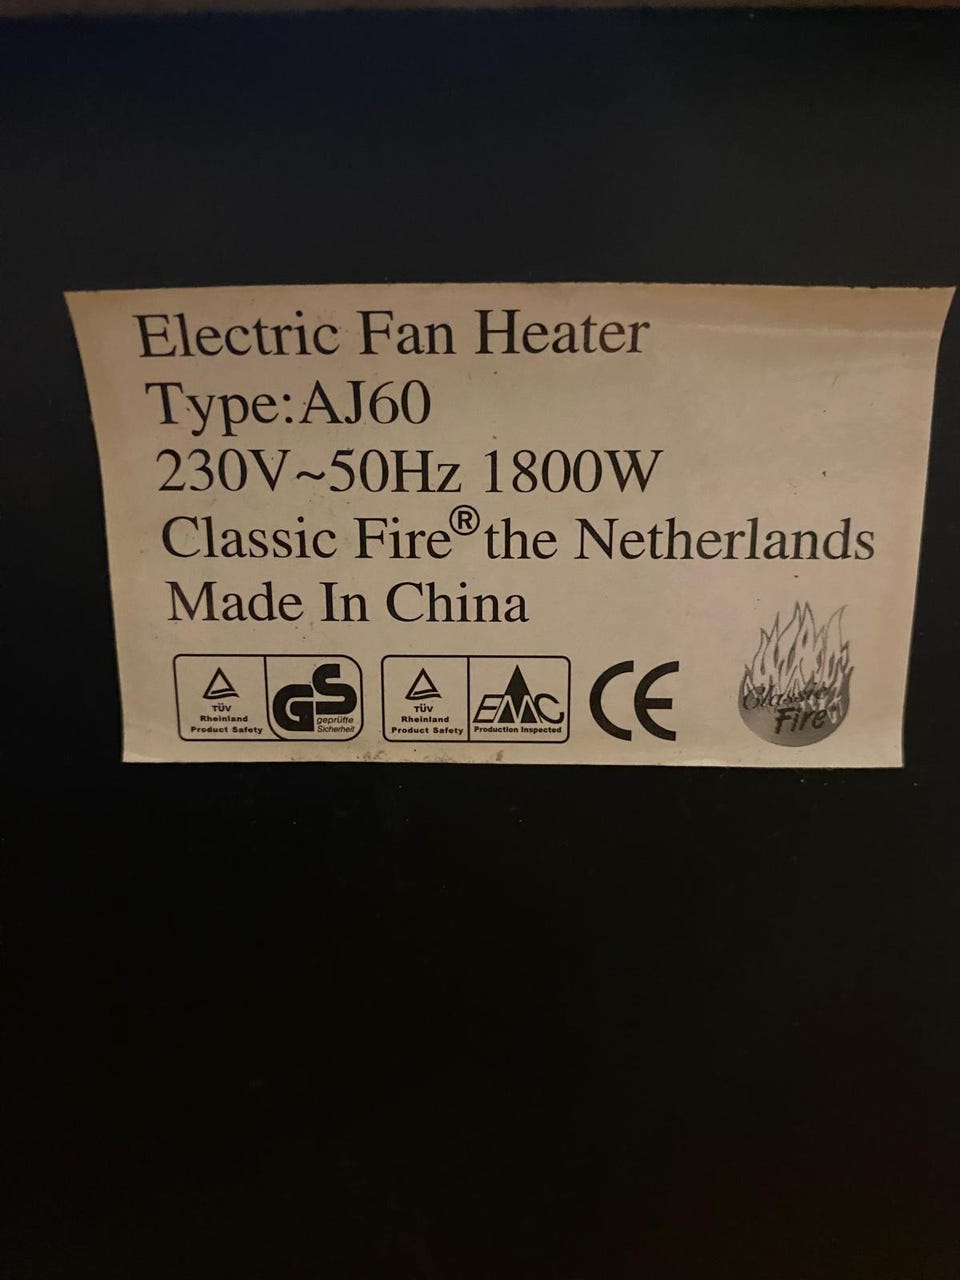 Electric Fan Heater
Type:AJ60
230V~50Hz 1800W
Classic Fire® the Netherlands
Made In China
TÜV
Rheinland
Product Safety
GS
geprüfte
Sicherheit
TÜV
Rheinland
Product Safety
EMC
Production Inspected
CE
Classic
Fire